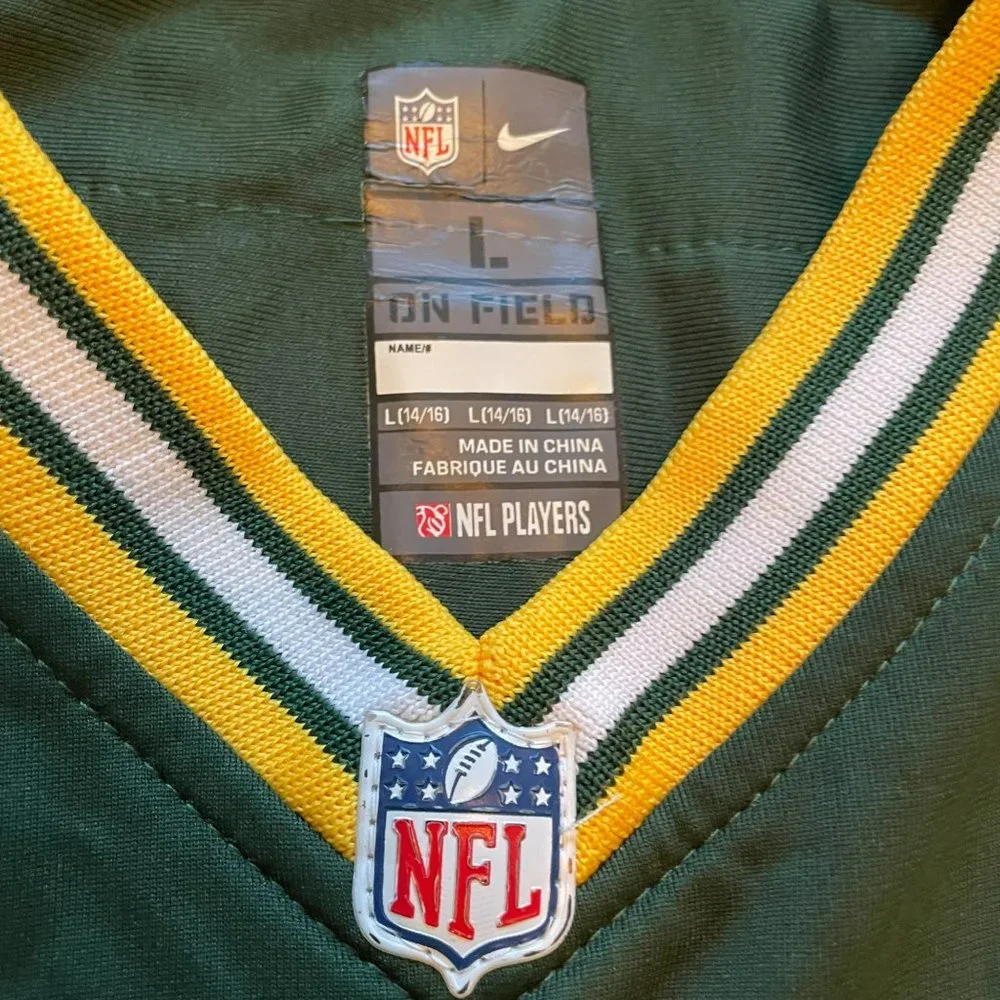 NFL
L
ON FIELD
NAME/#
L(14/16) L(14/16) L(14/16)
MADE IN CHINA
FABRIQUE AU CHINA
NFL PLAYERS
NFL